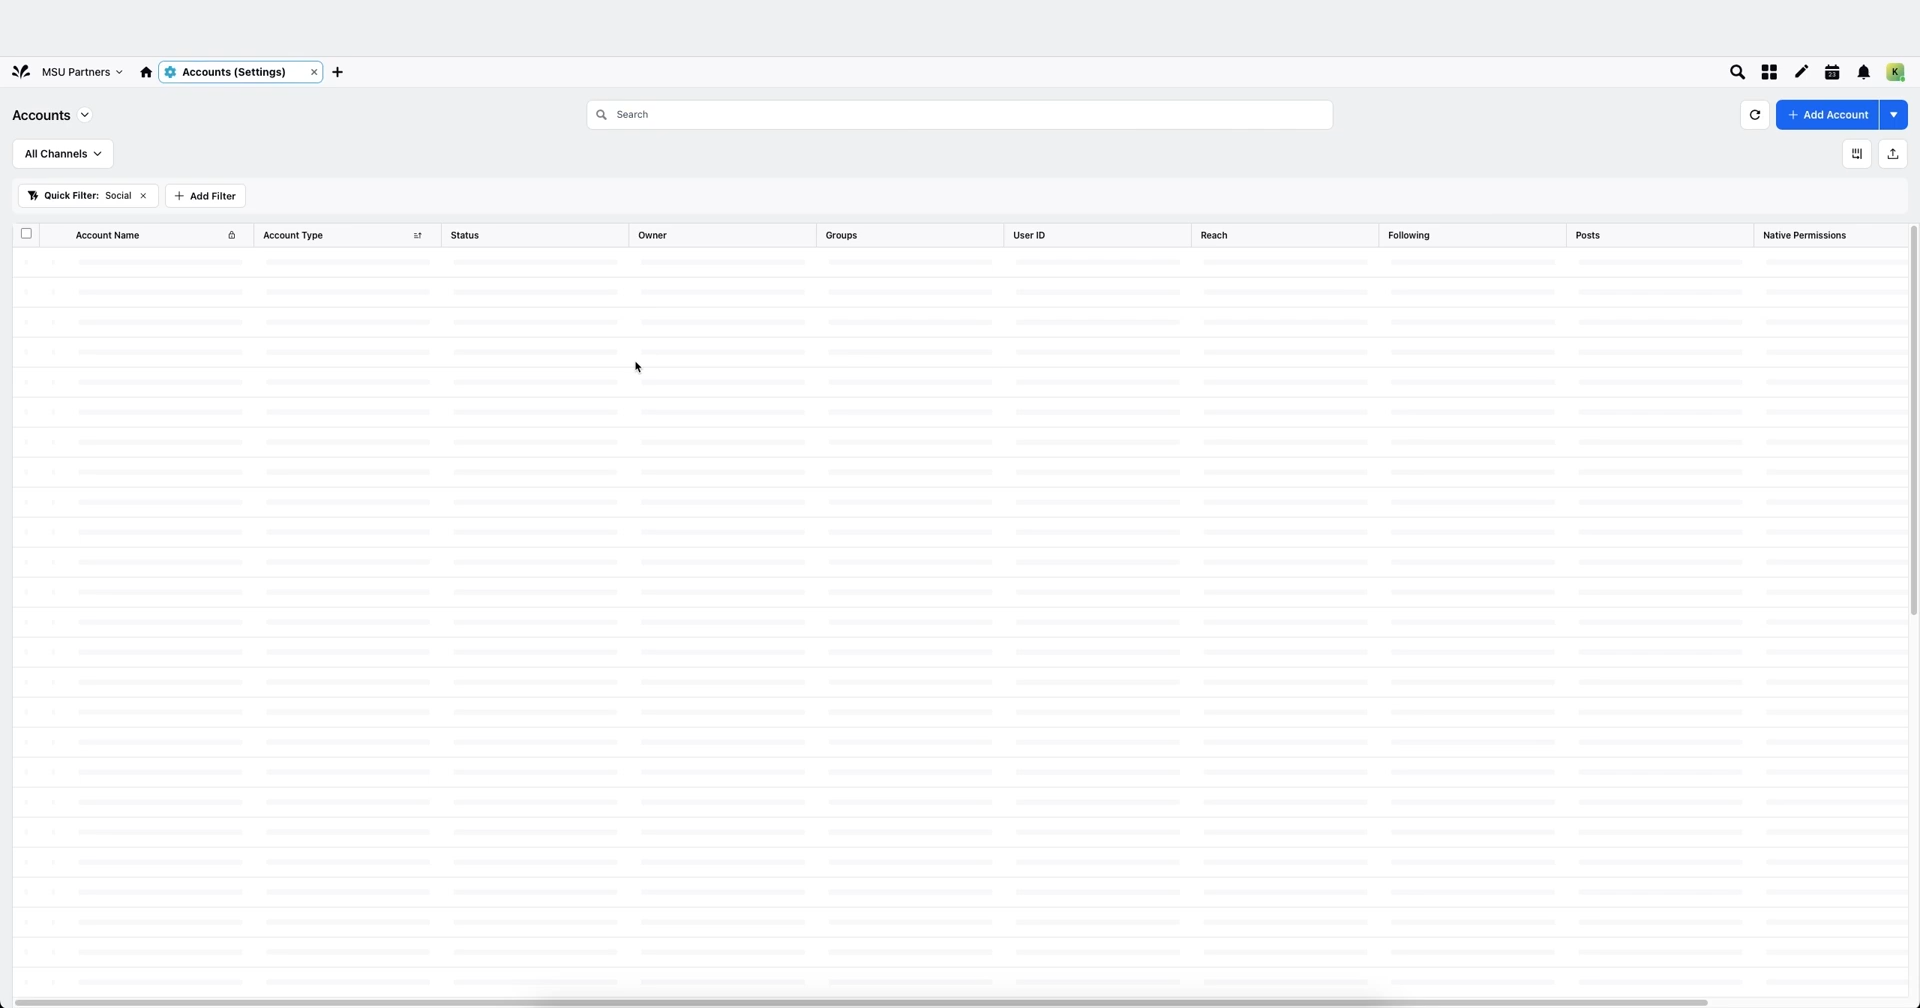 MSU Partners
Accounts (Settings)
23
K
Accounts
Search
Add Account
All Channels
Quick Filter: Social
Add Filter
Account Name Account Type Status Owner Groups User ID Reach Following Posts Native Permissions